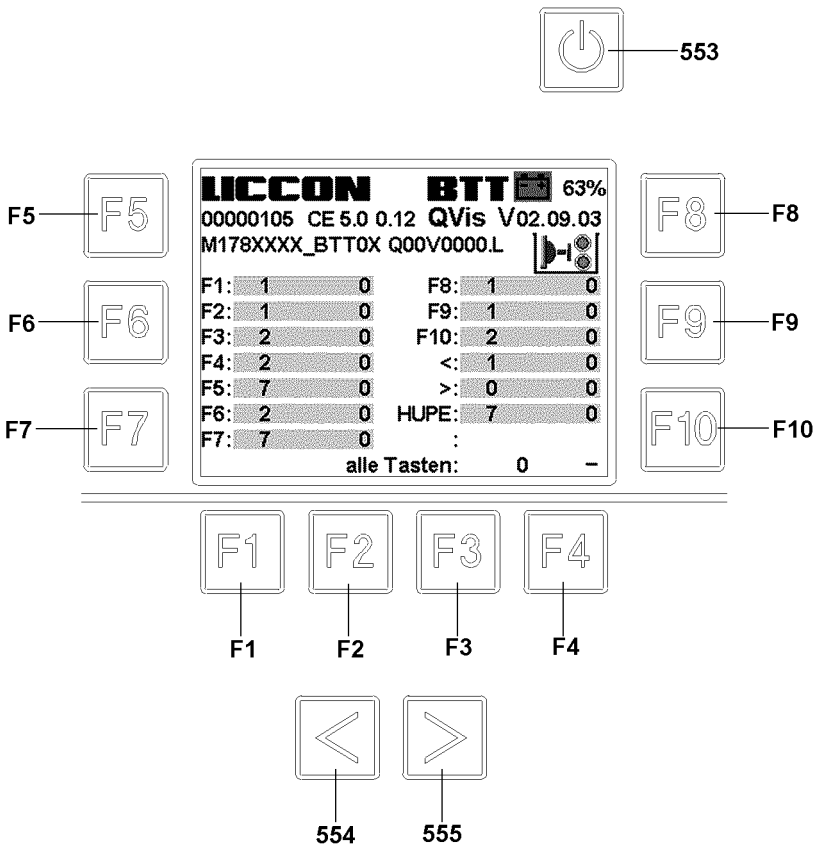 553
LICCON BTT 63%
00000105 CE 5.0 0.12 QVis V02.09.03
M178XXXX_BTT0X Q00V0000.L
F1: 1 0 F8: 1 0
F2: 1 0 F9: 1 0
F3: 2 0 F10: 2 0
F4: 2 0 <: 1 0
F5: 7 0 >: 0 0
F6: 2 0 HUPE: 7 0
F7: 7 0 :
alle Tasten: 0 –
F5 F5
F6 F6
F7 F7
F8 F8
F9 F9
F10 F10
F1 F2 F3 F4
F1 F2 F3 F4
< >
554 555